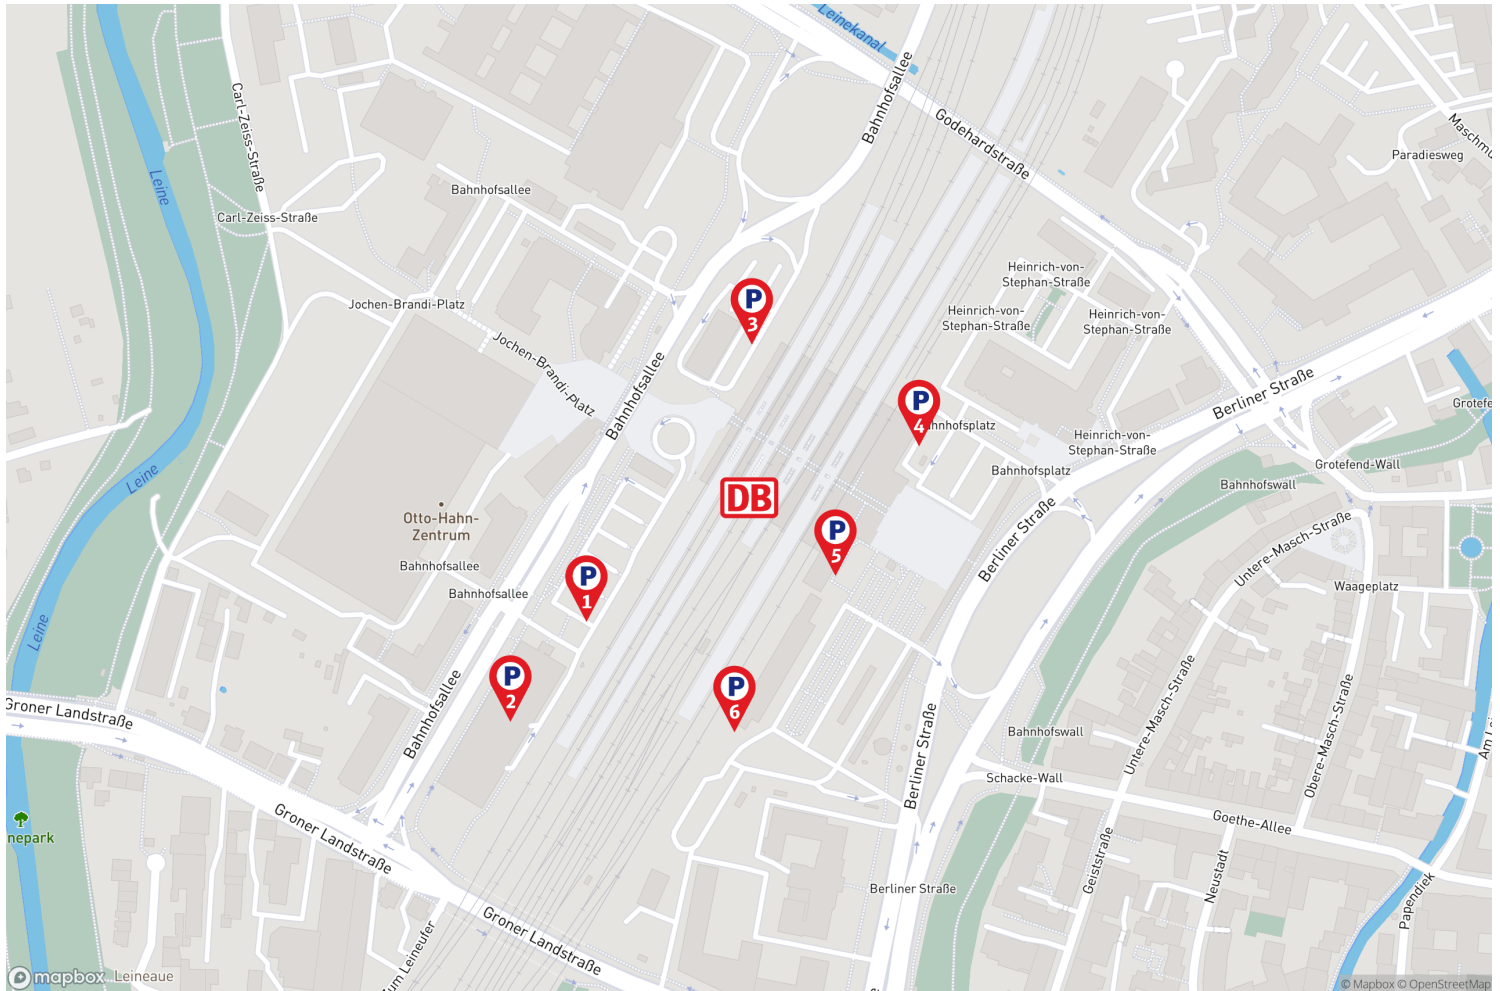 Leinekanal
Bahnhofsallee
Godehardstraße
Carl-Zeiss-Straße
Leine
Paradiesweg
Bahnhofsallee
Carl-Zeiss-Straße
Heinrich-von-
Stephan-Straße
P
3
Jochen-Brandi-Platz
Heinrich-von-
Stephan-Straße
Heinrich-von-
Stephan-Straße
Jochen-Brandi-Platz
Bahnhofsallee
Berliner Straße
P
4
Heinrich-von-
Stephan-Straße
Bahnhofsplatz
Grotefend-Wall
Bahnhofswall
Leine
DB
Otto-Hahn-
Zentrum
P
5
Berliner Straße
Untere-Masch-Straße
Bahnhofsallee
Bahnhofsallee
P
1
Waageplatz
Leine
P
2
P
6
Groner Landstraße
Bahnhofsallee
Berliner Straße
Bahnhofswall
Untere-Masch-Straße
Obere-Masch-Straße
Schacke-Wall
Goethe-Allee
nepark
Groner Landstraße
Geiststraße
Neustadt
Berliner Straße
Papendiek
Groner Landstraße
um Leineufer
mapbox
Leineaue
© Mapbox © OpenStreetMap